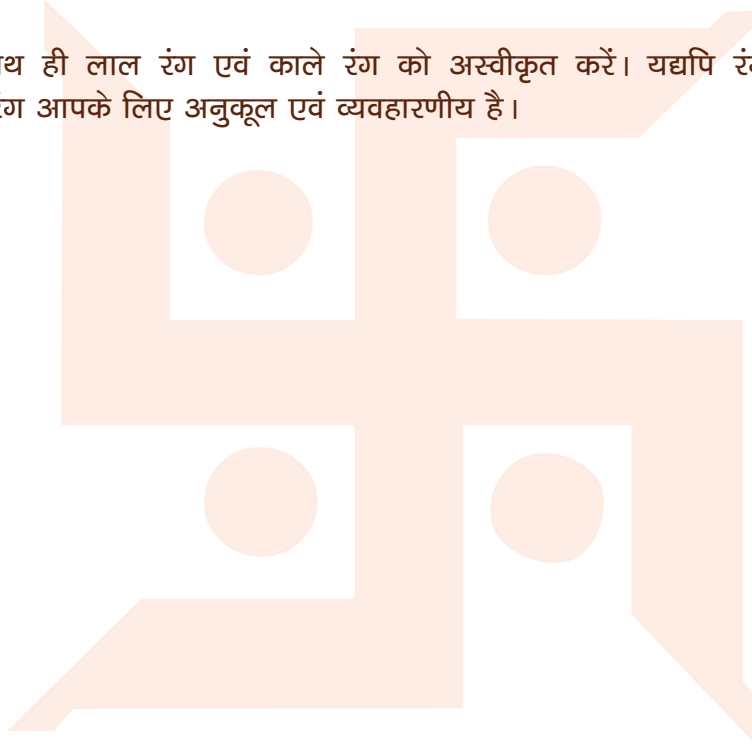 ही लाल रंग एवं काले रंग को अस्वीकृत करें। यद्यपि
आपके लिए अनुकूल एवं व्यवहारणीय है।